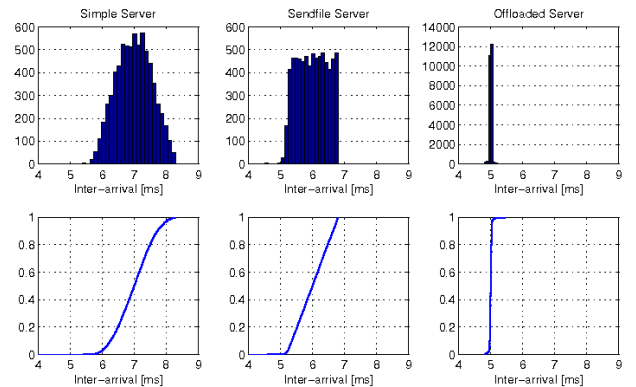 Simple Server
600
500
400
300
200
100
0
4 5 6 7 8 9
Inter-arrival [ms]
Sendfile Server
600
500
400
300
200
100
0
4 5 6 7 8 9
Inter-arrival [ms]
Offloaded Server
14000
12000
10000
8000
6000
4000
2000
0
4 5 6 7 8 9
Inter-arrival [ms]
1
0.8
0.6
0.4
0.2
0
4 5 6 7 8 9
Inter-arrival [ms]
1
0.8
0.6
0.4
0.2
0
4 5 6 7 8 9
Inter-arrival [ms]
1
0.8
0.6
0.4
0.2
0
4 5 6 7 8 9
Inter-arrival [ms]